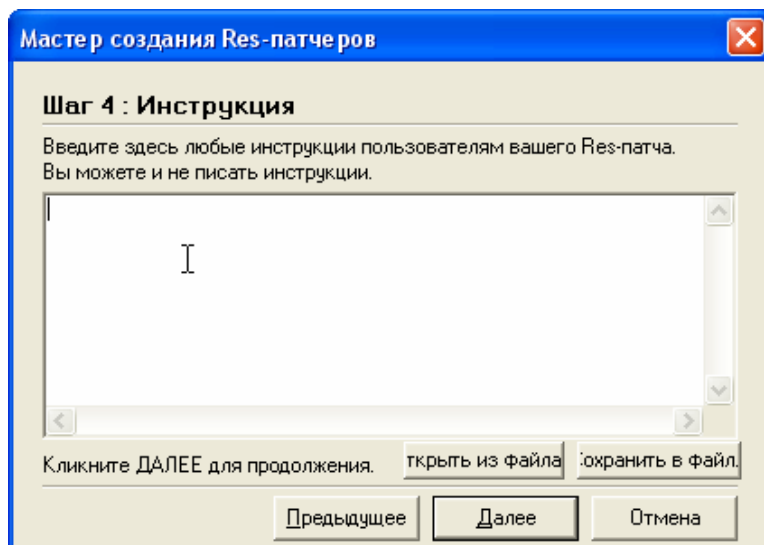 Мастер создания Res-патчеров
Шаг 4 : Инструкция
Введите здесь любые инструкции пользователям вашего Res-патча.
Вы можете и не писать инструкции.
Кликните ДАЛЕЕ для продолжения.
ткрыть из файла
охранить в файл.
Предыдущее
Далее
Отмена